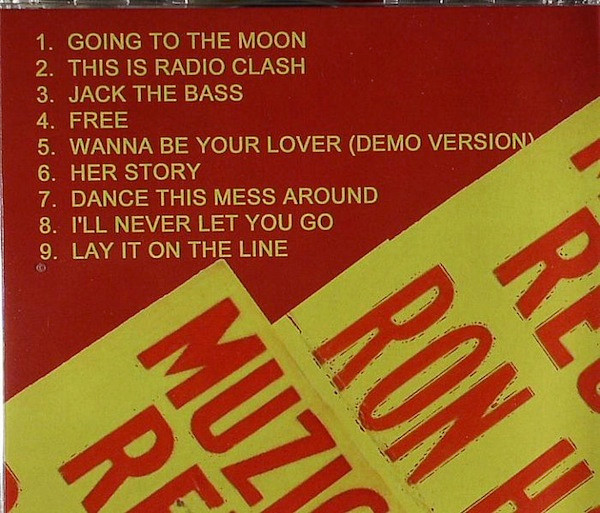 1. GOING TO THE MOON
2. THIS IS RADIO CLASH
3. JACK THE BASS
4. FREE
5. WANNA BE YOUR LOVER (DEMO VERSION)
6. HER STORY
7. DANCE THIS MESS AROUND
8. I'LL NEVER LET YOU GO
9. LAY IT ON THE LINE
©
RON H
MUZIC
RE
RE